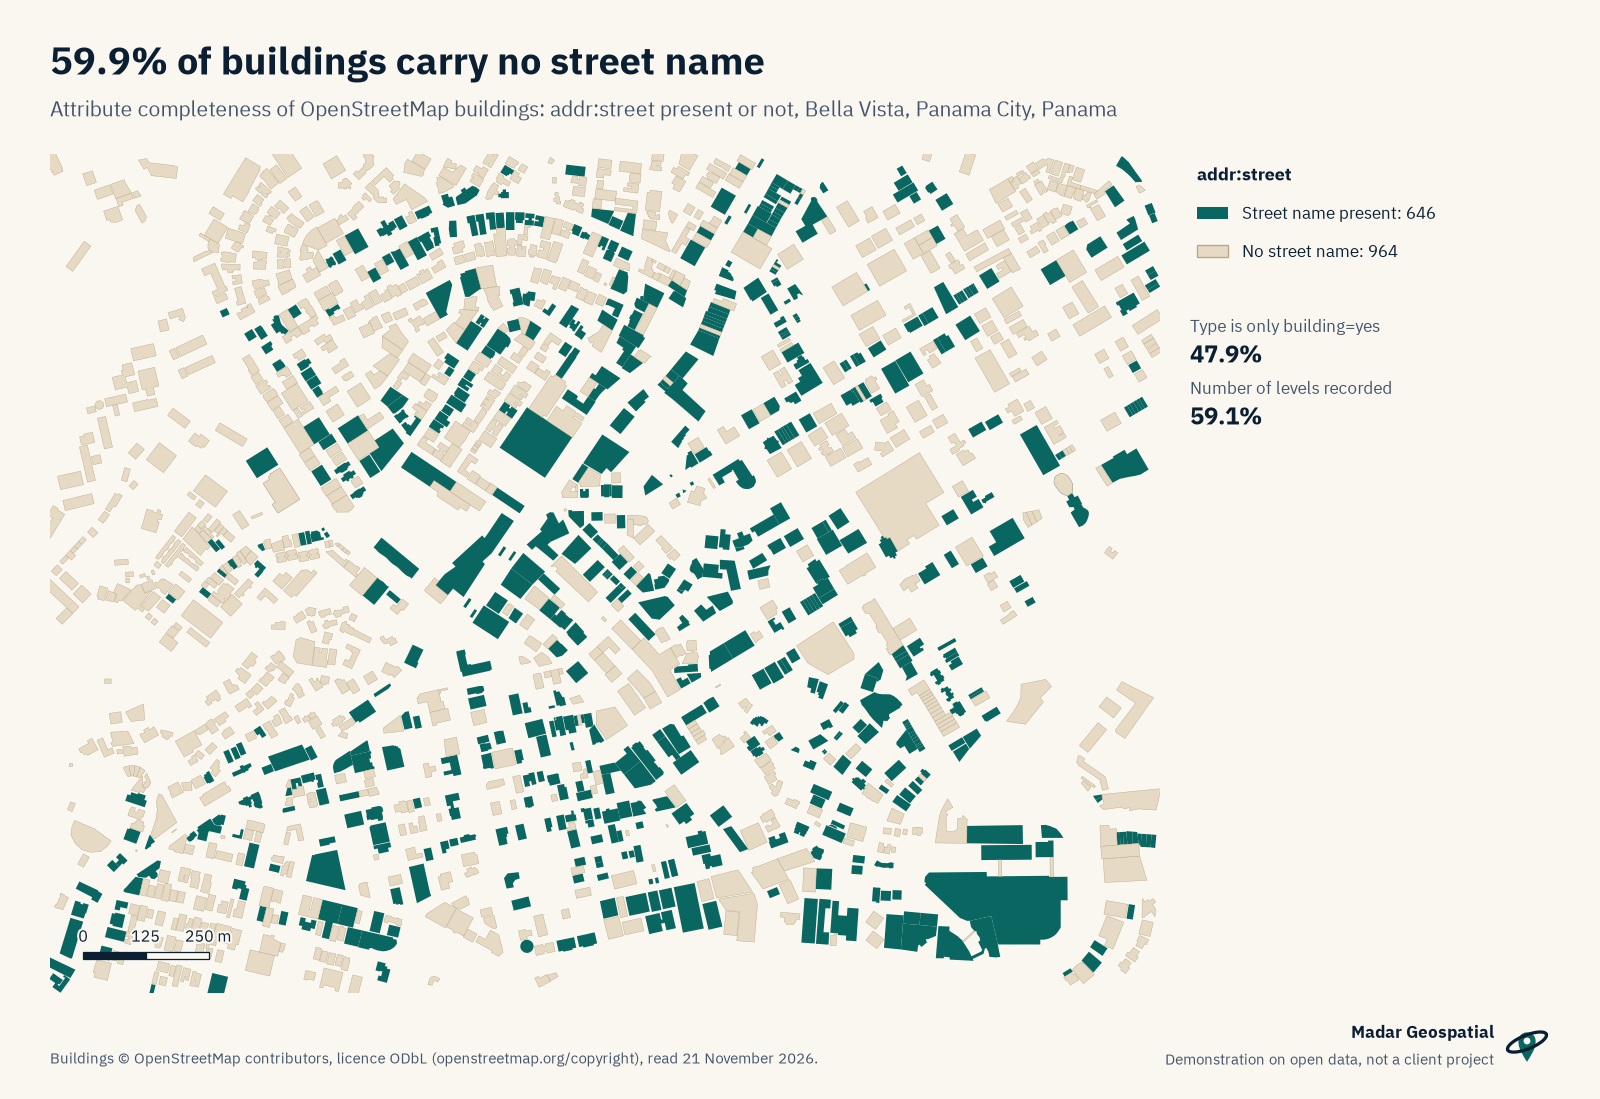 59.9% of buildings carry no street name
Attribute completeness of OpenStreetMap buildings: addr:street present or not, Bella Vista, Panama City, Panama
addr:street
Street name present: 646
No street name: 964
Type is only building=yes
47.9%
Number of levels recorded
59.1%
0 125 250 m
Madar Geospatial
Buildings © OpenStreetMap contributors, licence ODbL (openstreetmap.org/copyright), read 21 November 2026.
Demonstration on open data, not a client project